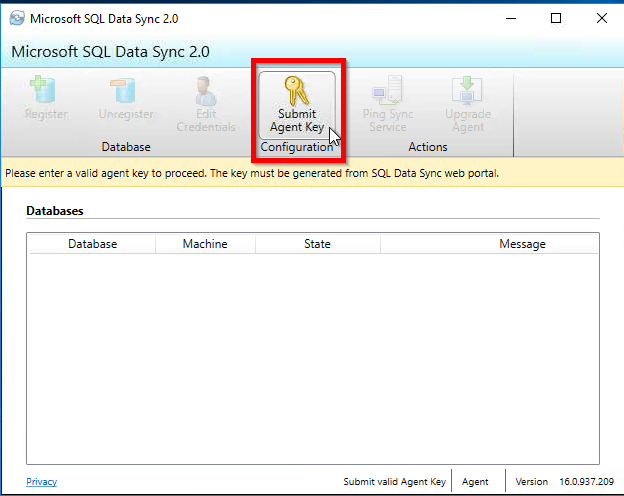 Microsoft SQL Data Sync 2.0
Microsoft SQL Data Sync 2.0
Register
Unregister
Edit
Credentials
Submit
Agent Key
Ping Sync
Service
Upgrade
Agent
Database
Configuration
Actions
Please enter a valid agent key to proceed. The key must be generated from SQL Data Sync web portal.
Databases
Database Machine State Message
Privacy Submit valid Agent Key Agent Version 16.0.937.209